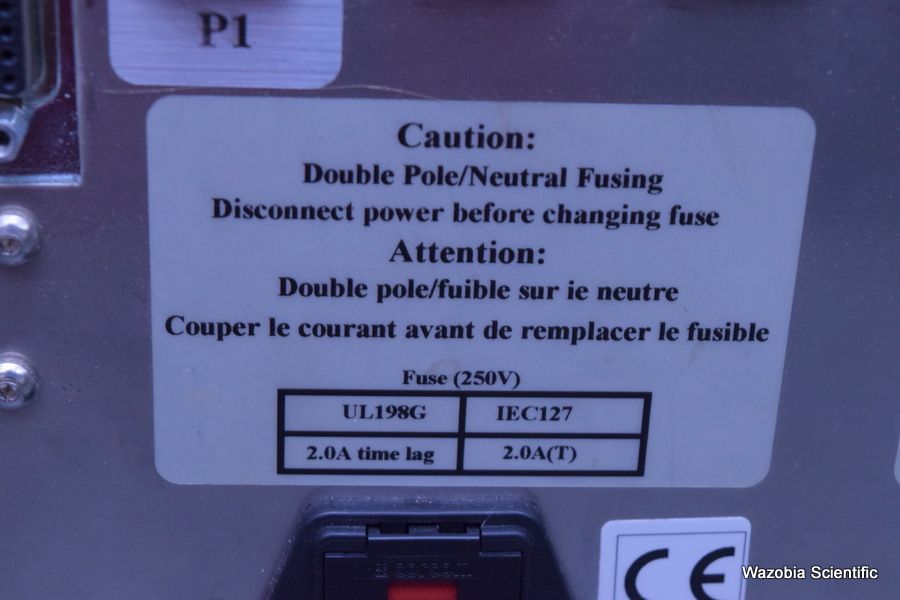 P1
Caution:
Double Pole/Neutral Fusing
Disconnect power before changing fuse
Attention:
Double pole/fuible sur ie neutre
Couper le courant avant de remplacer le fusible
Fuse (250V)
UL198G IEC127
2.0A time lag 2.0A(T)
CE
Wazobia Scientific